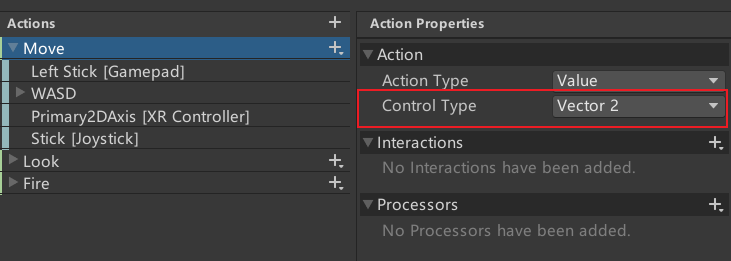 Actions
Move
Left Stick [Gamepad]
WASD
Primary2DAxis [XR Controller]
Stick [Joystick]
Look
Fire
Action Properties
Action
Action Type Value
Control Type Vector 2
Interactions
No Interactions have been added.
Processors
No Processors have been added.